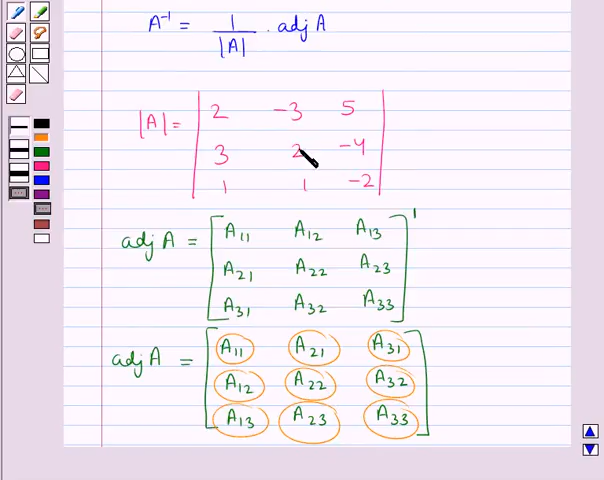 A⁻¹ = 1/|A| . adj A
|A| = | 2 -3 5 |
| 3 2 -4 |
| 1 1 -2 |
adj A = [ A₁₁ A₁₂ A₁₃ ]'
[ A₂₁ A₂₂ A₂₃ ]
[ A₃₁ A₃₂ A₃₃ ]
adj A = [ A₁₁ A₂₁ A₃₁ ]
[ A₁₂ A₂₂ A₃₂ ]
[ A₁₃ A₂₃ A₃₃ ]